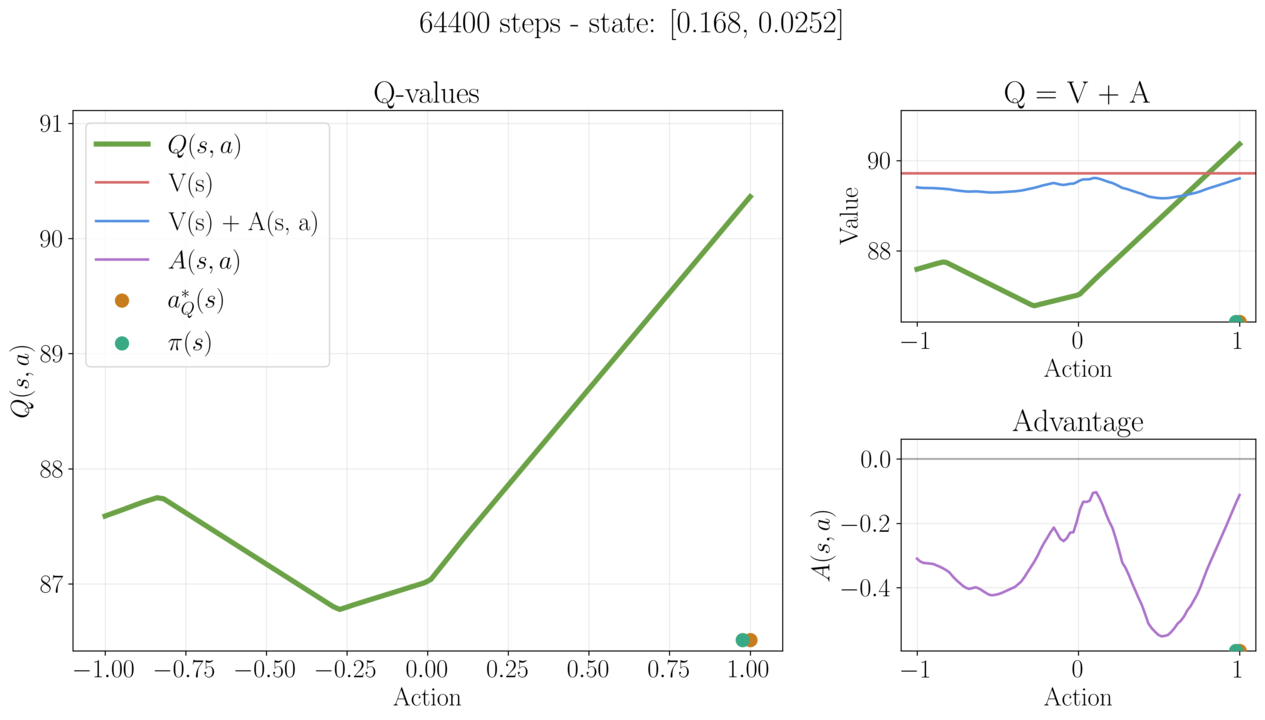 64400 steps - state: [0.168, 0.0252]
Q-values
Q(s, a)
91
90
89
88
87
−1.00 −0.75 −0.50 −0.25 0.00 0.25 0.50 0.75 1.00
Action
Q(s, a)
V(s)
V(s) + A(s, a)
A(s, a)
a*Q(s)
π(s)
Q = V + A
Value
90
88
−1 0 1
Action
Advantage
A(s, a)
0.0
−0.2
−0.4
−1 0 1
Action